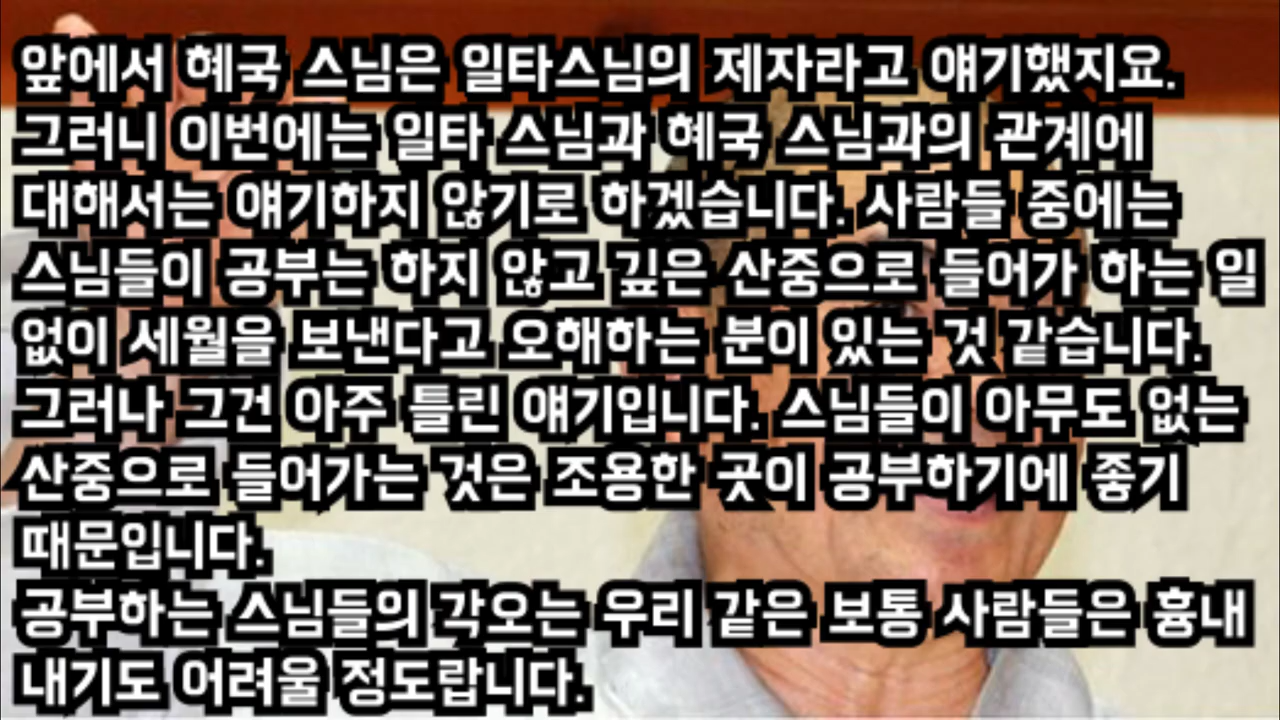 앞에서 혜국 스님은 일타스님의 제자라고 얘기했지요.
그러니 이번에는 일타 스님과 혜국 스님과의 관계에
대해서는 얘기하지 않기로 하겠습니다. 사람들 중에는
스님들이 공부는 하지 않고 깊은 산중으로 들어가 하는 일
없이 세월을 보낸다고 오해하는 분이 있는 것 같습니다.
그러나 그건 아주 틀린 얘기입니다. 스님들이 아무도 없는
산중으로 들어가는 것은 조용한 곳이 공부하기에 좋기
때문입니다.
공부하는 스님들의 각오는 우리 같은 보통 사람들은 흉내
내기도 어려울 정도랍니다.